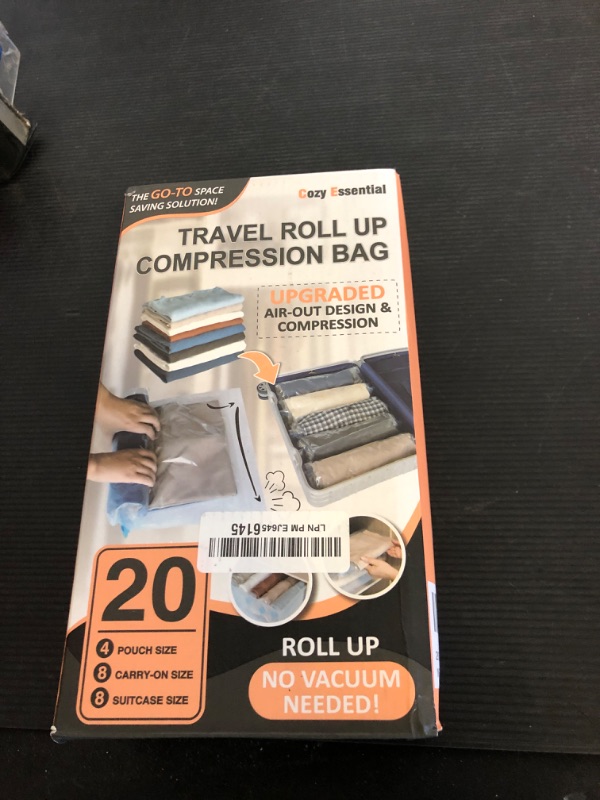 THE GO-TO SPACE
SAVING SOLUTION!
Cozy Essential
TRAVEL ROLL UP
COMPRESSION BAG
UPGRADED
AIR-OUT DESIGN &
COMPRESSION
LPN PM EJ6456145
20
4 POUCH SIZE
8 CARRY-ON SIZE
8 SUITCASE SIZE
ROLL UP
NO VACUUM
NEEDED!